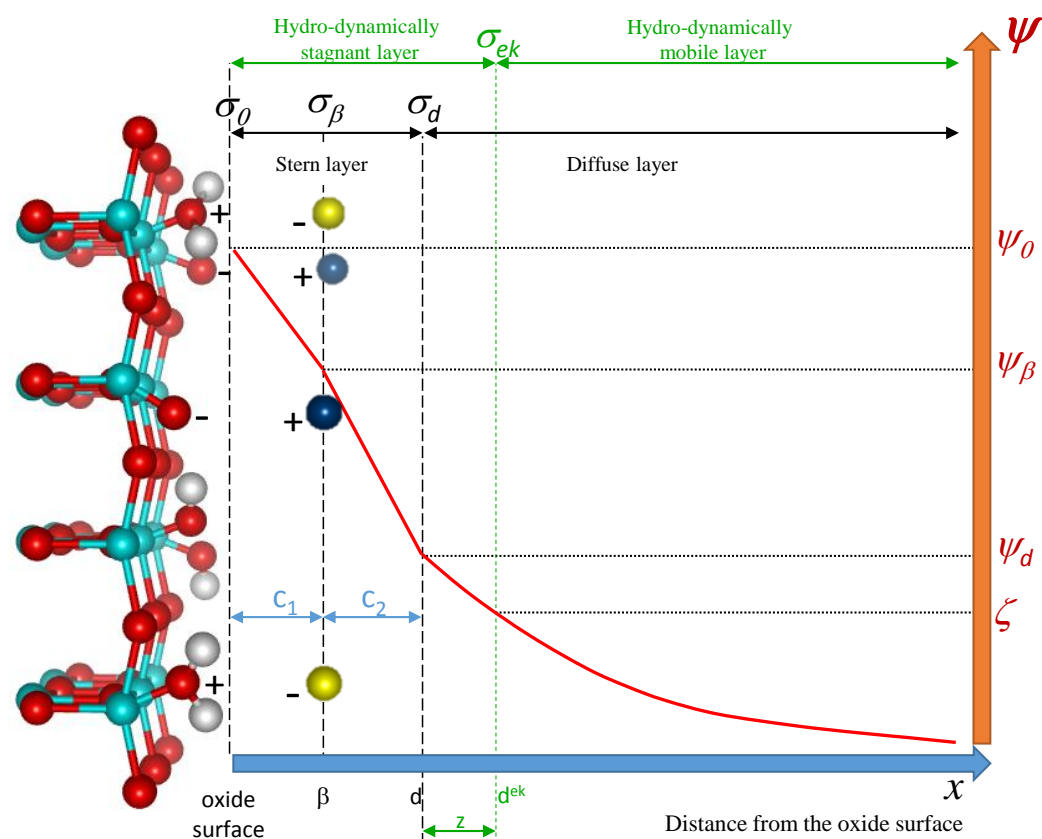 Hydro-dynamically
stagnant layer
σek
Hydro-dynamically
mobile layer
ψ
σ0
σβ
σd
Stern layer
Diffuse layer
+
-
ψ0
-
+
ψβ
+
-
ψd
C1
C2
ζ
+
-
oxide
surface
β
d
dek
x
z
Distance from the oxide surface